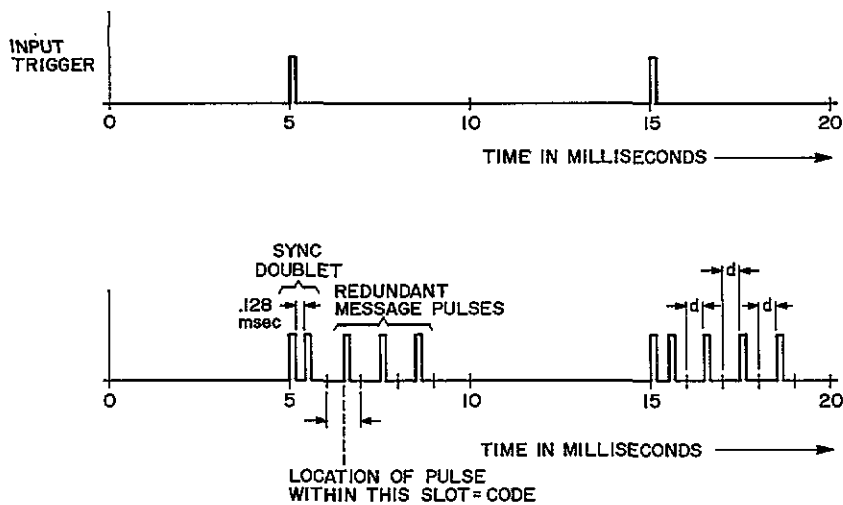 INPUT
TRIGGER
0
5
10
15
20
TIME IN MILLISECONDS
SYNC
DOUBLET
.128
msec
REDUNDANT
MESSAGE PULSES
d
d
d
0
5
10
15
20
TIME IN MILLISECONDS
LOCATION OF PULSE
WITHIN THIS SLOT=CODE